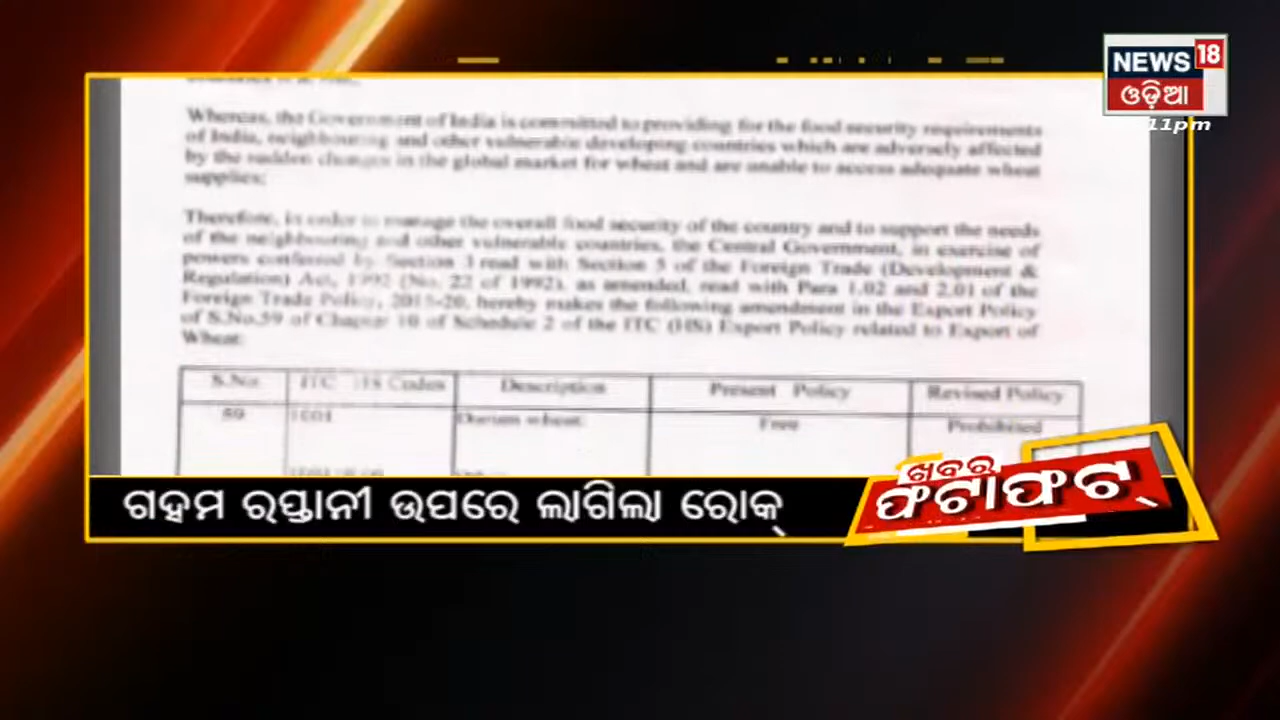 NEWS 18
ଓଡ଼ିଆ
11pm
Whereas, the Government of India is committed to providing for the food security requirements
of India, neighbouring and other vulnerable developing countries which are adversely affected
by the sudden changes in the global market for wheat and are unable to access adequate wheat
supplies;
Therefore, in order to manage the overall food security of the country and to support the needs
of the neighbouring and other vulnerable countries, the Central Government, in exercise of
powers conferred by Section 3 read with Section 5 of the Foreign Trade (Development &
Regulation) Act, 1992 (No. 22 of 1992), as amended, read with Para 1.02 and 2.01 of the
Foreign Trade Policy, 2015-20, hereby makes the following amendment in the Export Policy
of S.No.59 of Chapter 10 of Schedule 2 of the ITC (HS) Export Policy related to Export of
Wheat:
S.No. ITC HS Codes Description Present Policy Revised Policy
59 1001 Durum wheat Free Prohibited
ଗହମ ରପ୍ତାନୀ ଉପରେ ଲାଗିଲା ରୋକ୍
ଖବର
ଫଟାଫଟ୍